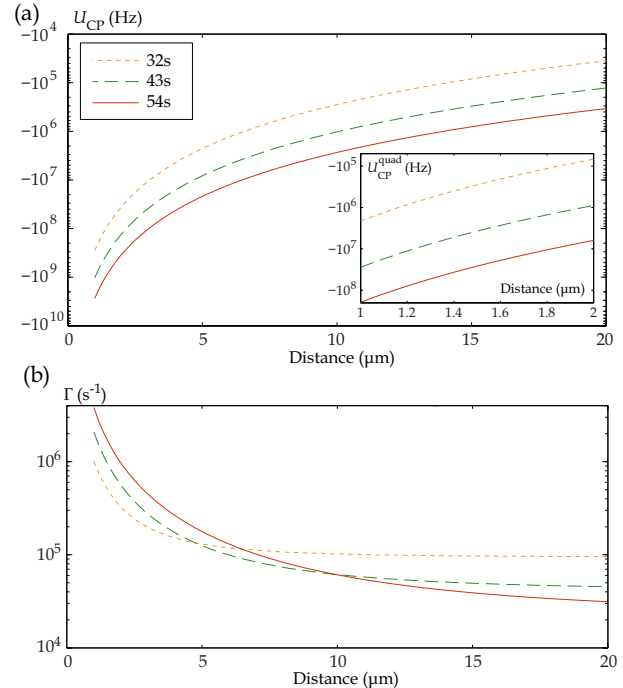 (a) U_CP (Hz)
−10^4
32s
43s
54s
−10^5
−10^6
−10^7
−10^8
−10^9
−10^10
0 5 10 15 20
Distance (μm)
U_CP^quad (Hz)
−10^5
−10^6
−10^7
−10^8
Distance (μm)
1 1.2 1.4 1.6 1.8 2
(b)
Γ (s^-1)
10^6
10^5
10^4
0 5 10 15 20
Distance (μm)